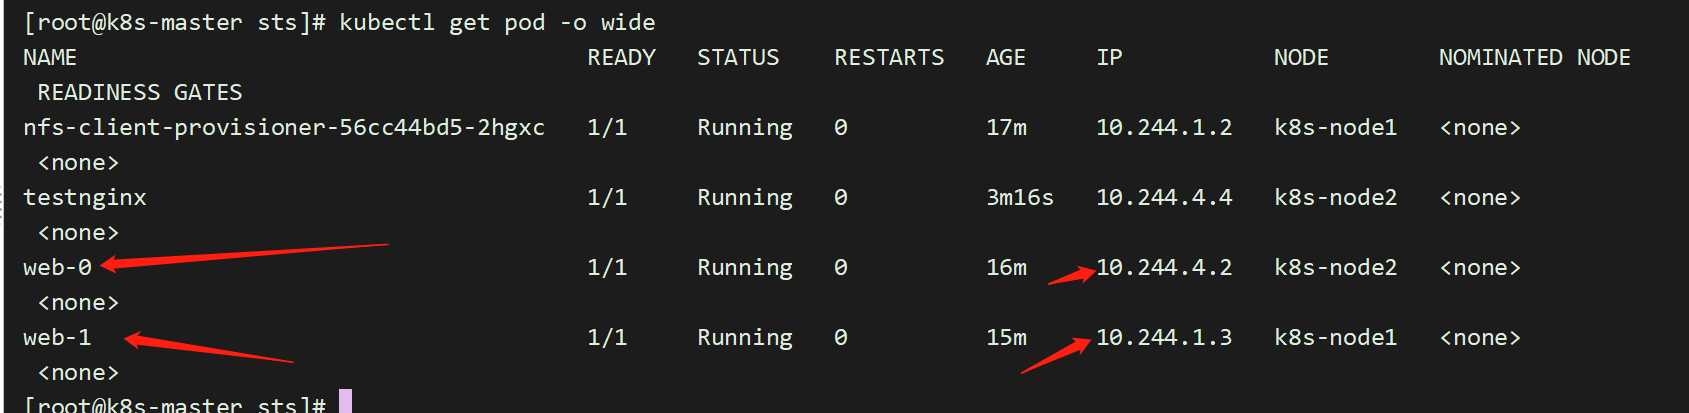 [root@k8s-master sts]# kubectl get pod -o wide
NAME READY STATUS RESTARTS AGE IP NODE NOMINATED NODE
READINESS GATES
nfs-client-provisioner-56cc44bd5-2hgxc 1/1 Running 0 17m 10.244.1.2 k8s-node1 <none>
<none>
testnginx 1/1 Running 0 3m16s 10.244.4.4 k8s-node2 <none>
<none>
web-0 1/1 Running 0 16m 10.244.4.2 k8s-node2 <none>
<none>
web-1 1/1 Running 0 15m 10.244.1.3 k8s-node1 <none>
<none>
[root@k8s-master sts]#